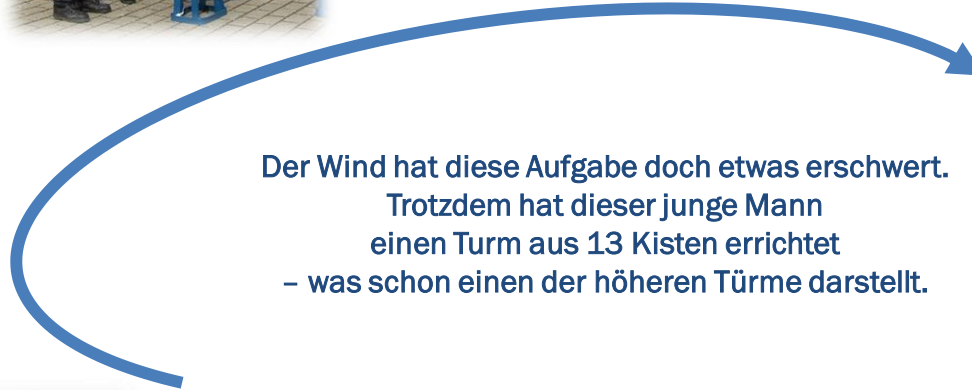 Der Wind hat diese Aufgabe doch etwas erschwert.
Trotzdem hat dieser junge Mann
einen Turm aus 13 Kisten errichtet
– was schon einen der höheren Türme darstellt.